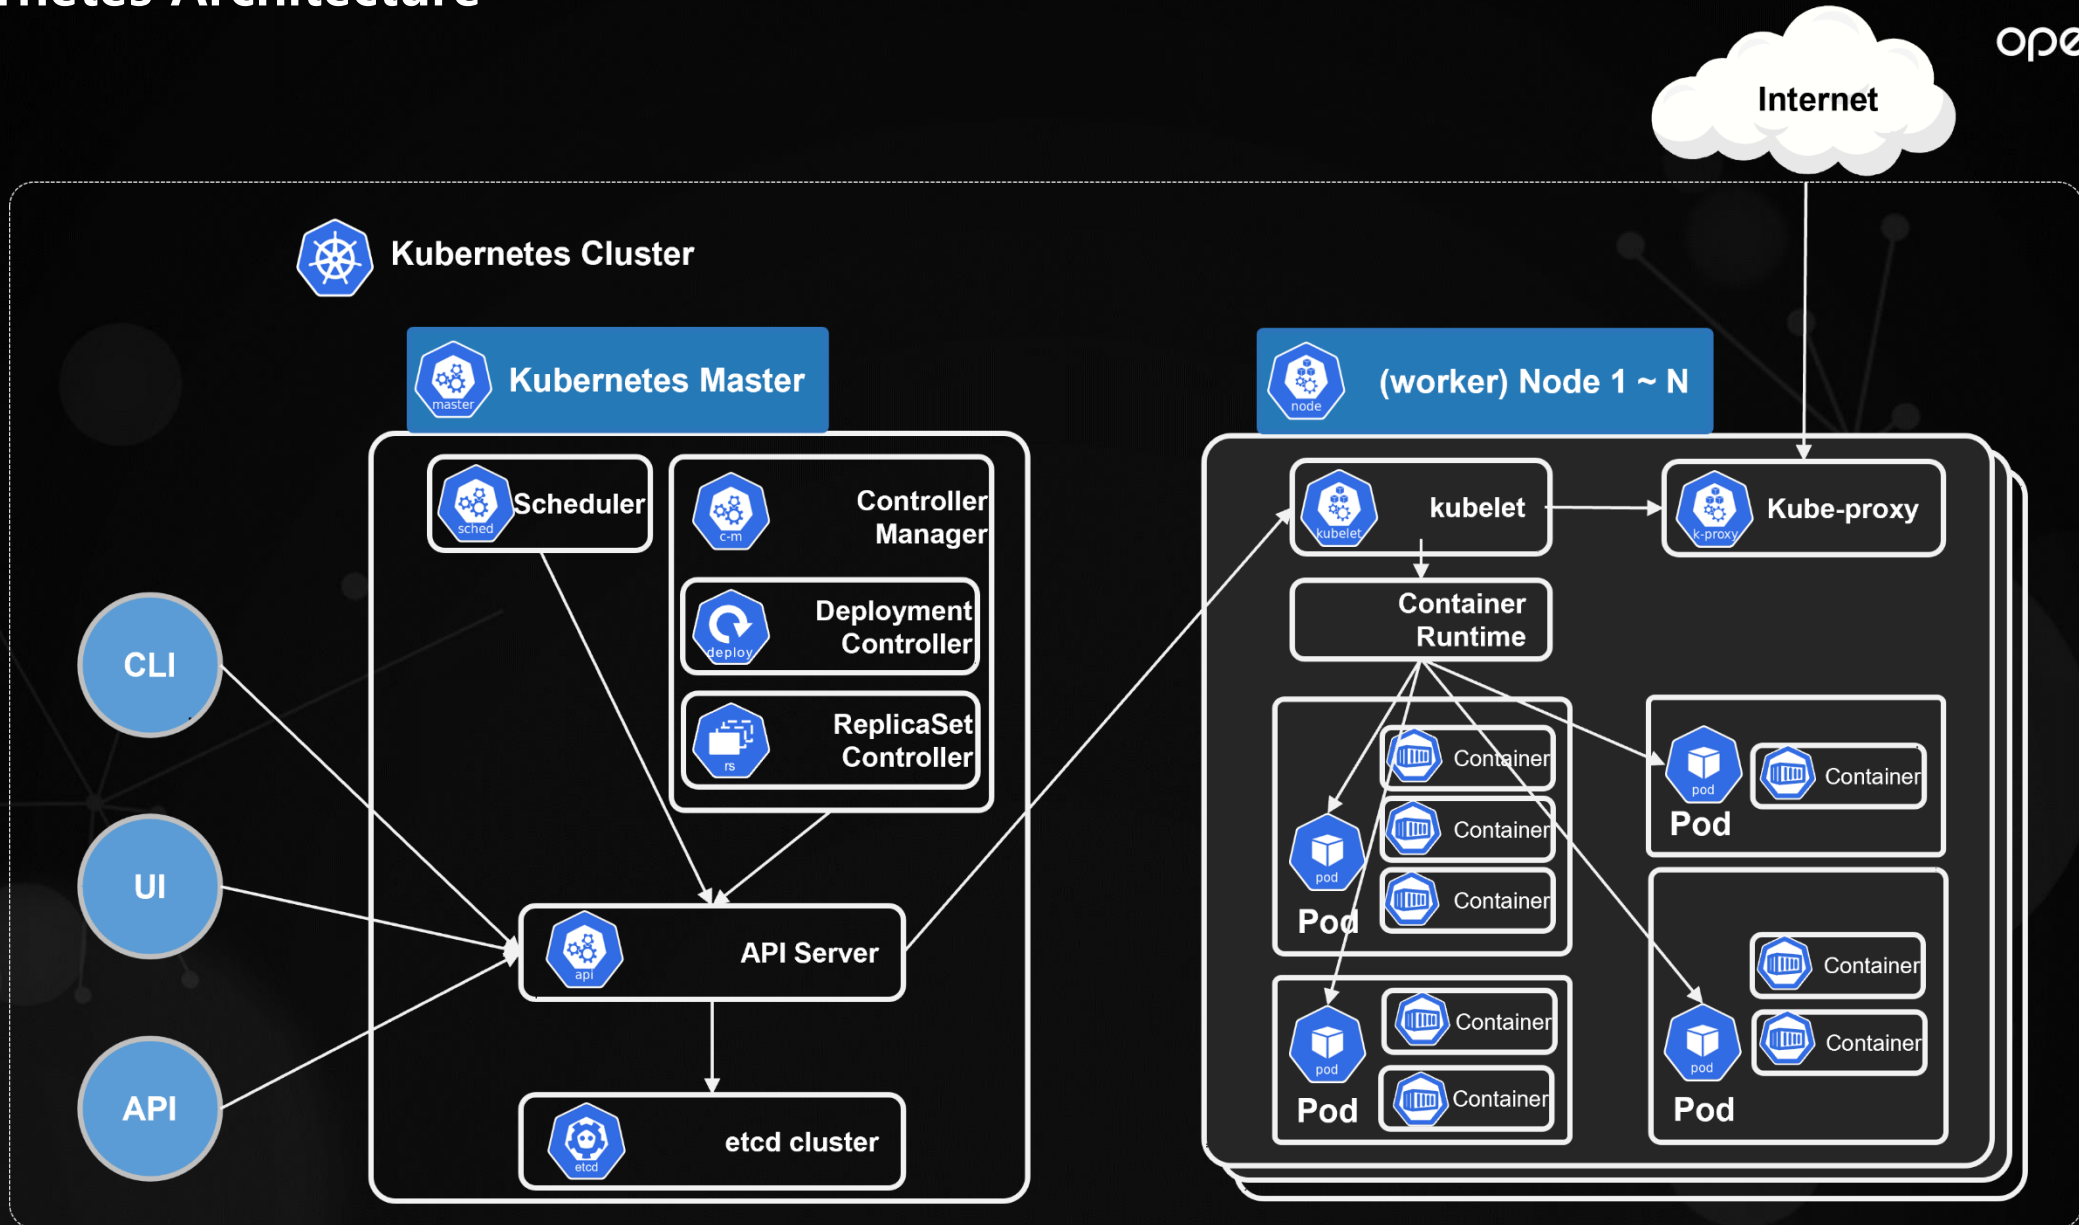 Architecture
Internet
Kubernetes Cluster
master
Kubernetes Master
sched
Scheduler
c-m
Controller
Manager
deploy
Deployment
Controller
rs
ReplicaSet
Controller
CLI
UI
API
api
API Server
etcd
etcd cluster
node
(worker) Node 1 ~ N
kubelet
kubelet
k-proxy
Kube-proxy
Container
Runtime
pod
Pod
Container
Container
Container
pod
Pod
Container
pod
Pod
Container
Container
pod
Pod
Container
Container